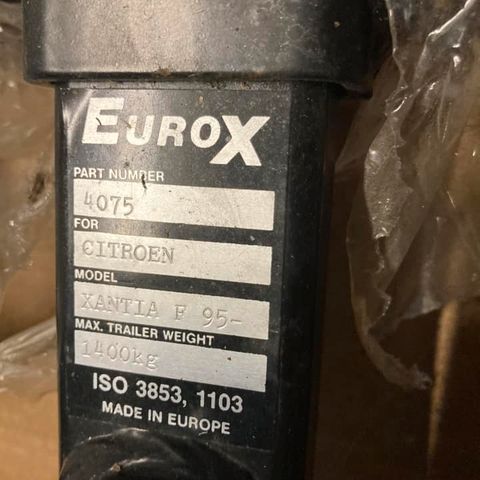 EUROX
PART NUMBER
4075
FOR
CITROEN
MODEL
XANTIA F 95-
MAX. TRAILER WEIGHT
1400kg
ISO 3853, 1103
MADE IN EUROPE